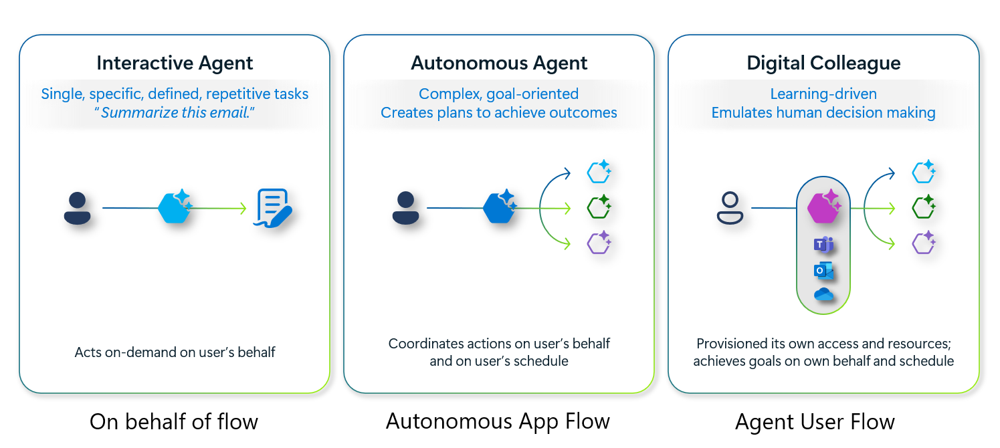 Interactive Agent
Single, specific, defined, repetitive tasks
“Summarize this email.”
Acts on-demand on user’s behalf
On behalf of flow
Autonomous Agent
Complex, goal-oriented
Creates plans to achieve outcomes
Coordinates actions on user’s behalf
and on user’s schedule
Autonomous App Flow
Digital Colleague
Learning-driven
Emulates human decision making
T
O
Provisioned its own access and resources;
achieves goals on own behalf and schedule
Agent User Flow